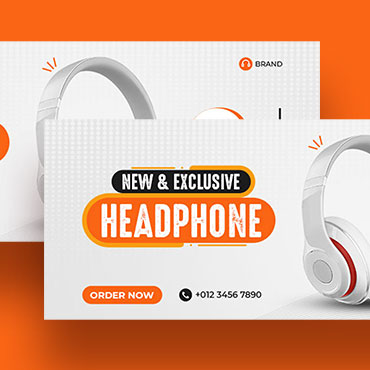 BRAND
NEW & EXCLUSIVE
HEADPHONE
ORDER NOW
+012 3456 7890